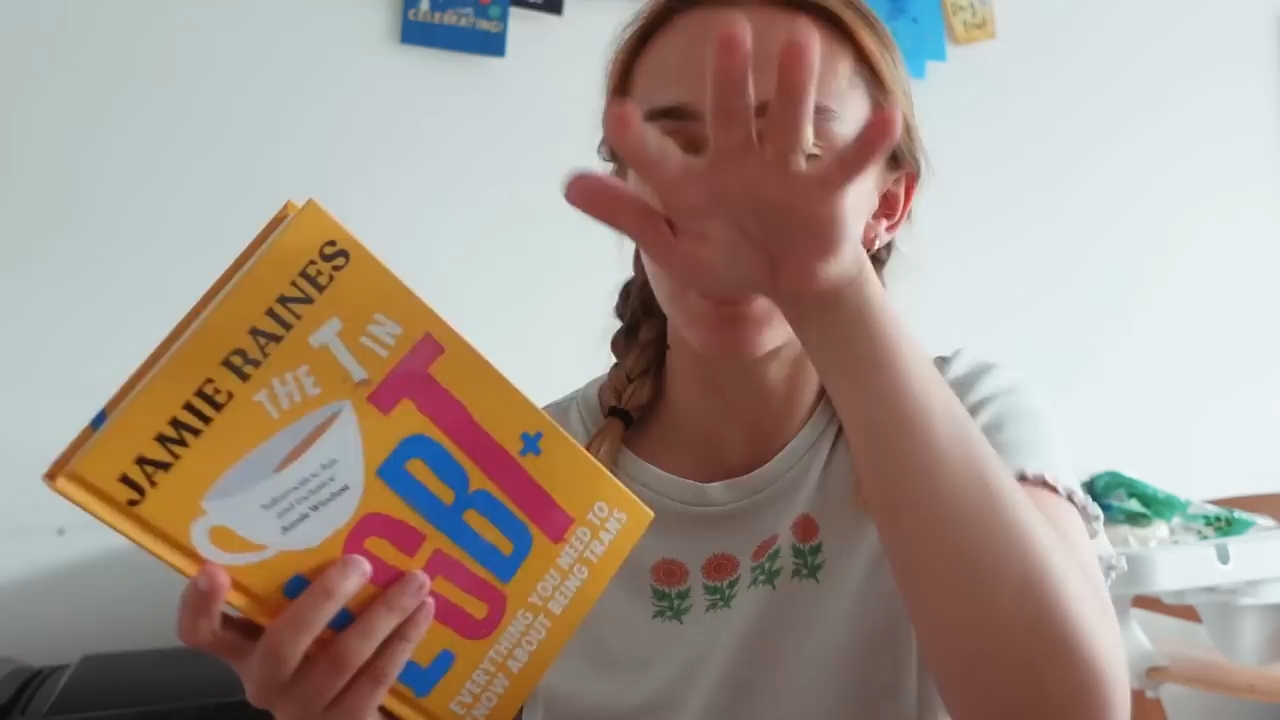 CELEBRATING!
JAMIE RAINES
THE T IN
LGBT+
EVERYTHING YOU NEED TO
KNOW ABOUT BEING TRANS